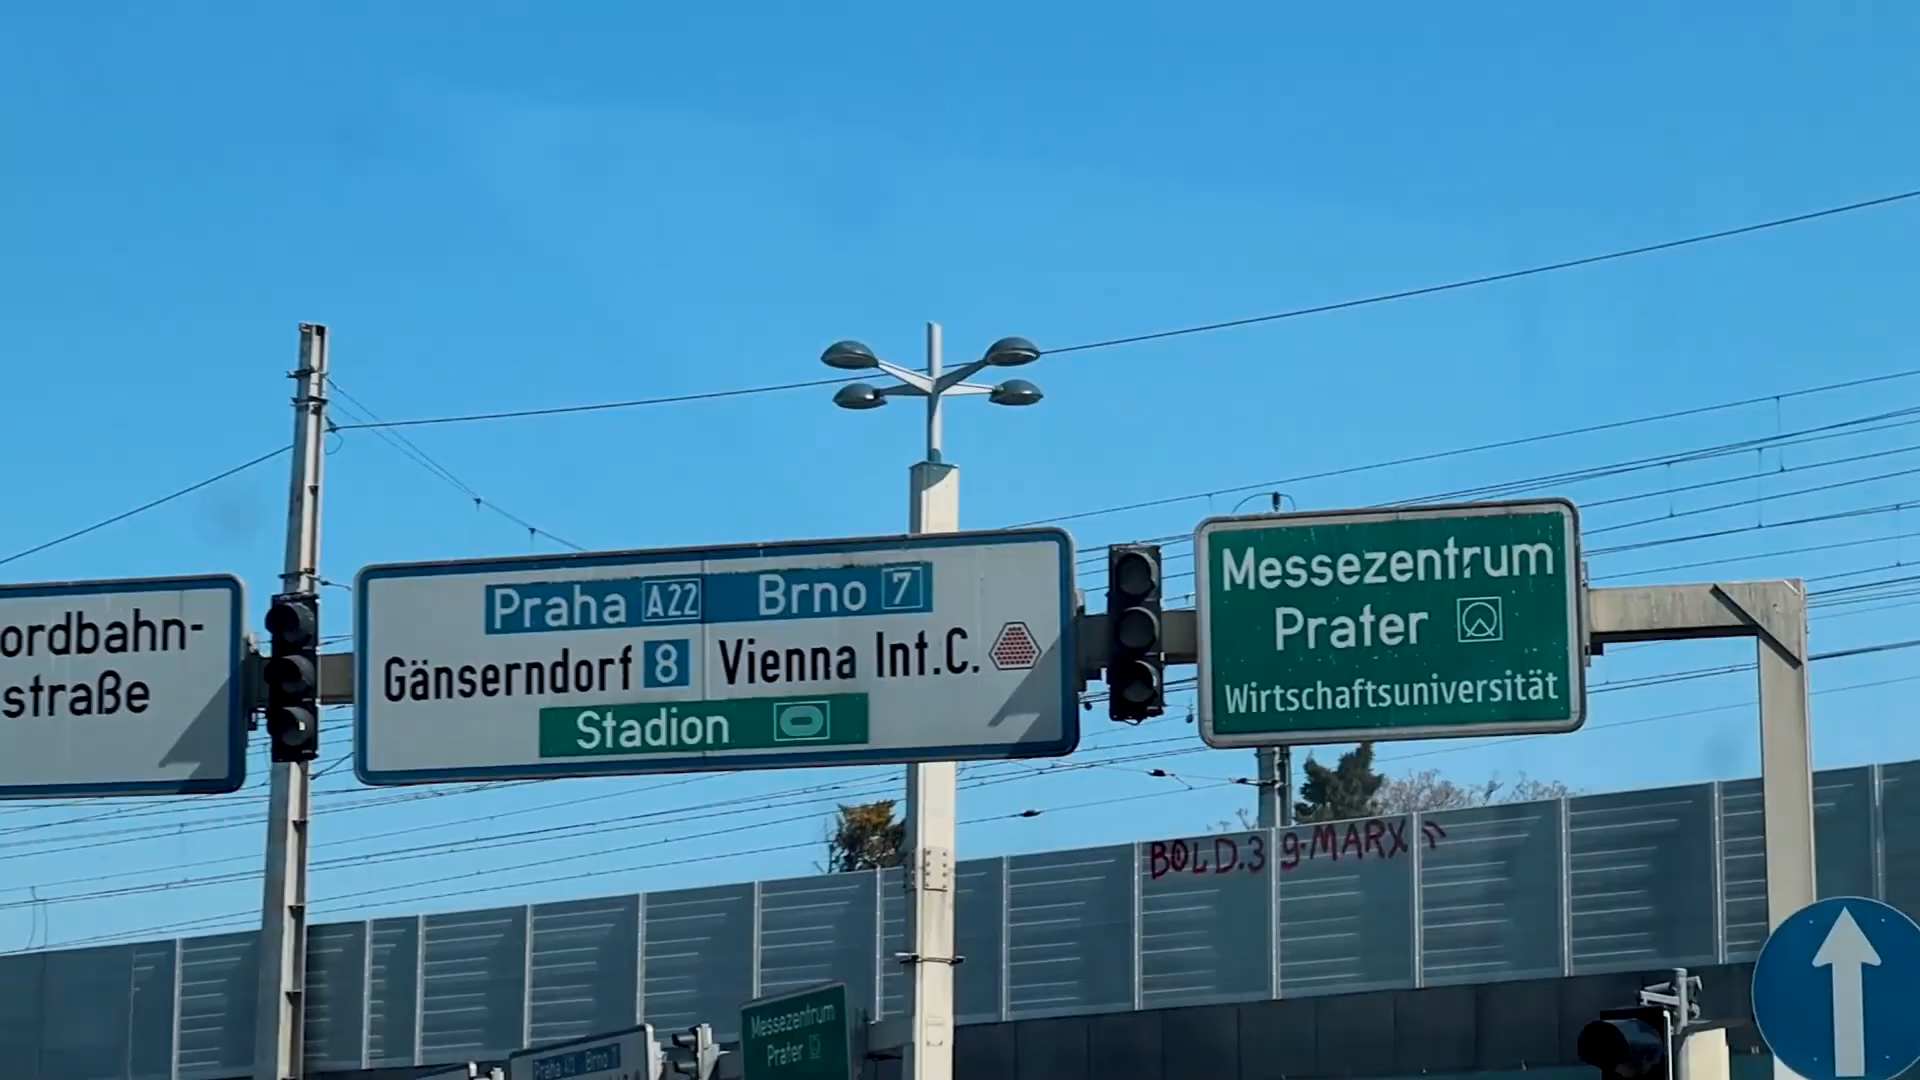 ordbahn-
straße
Praha A22 Brno 7
Gänserndorf 8 Vienna Int.C.
Stadion
Messezentrum
Prater
Wirtschaftsuniversität
BOLD.3 9-MARX
Messezentrum
Prater
Praha A22 Brno 7